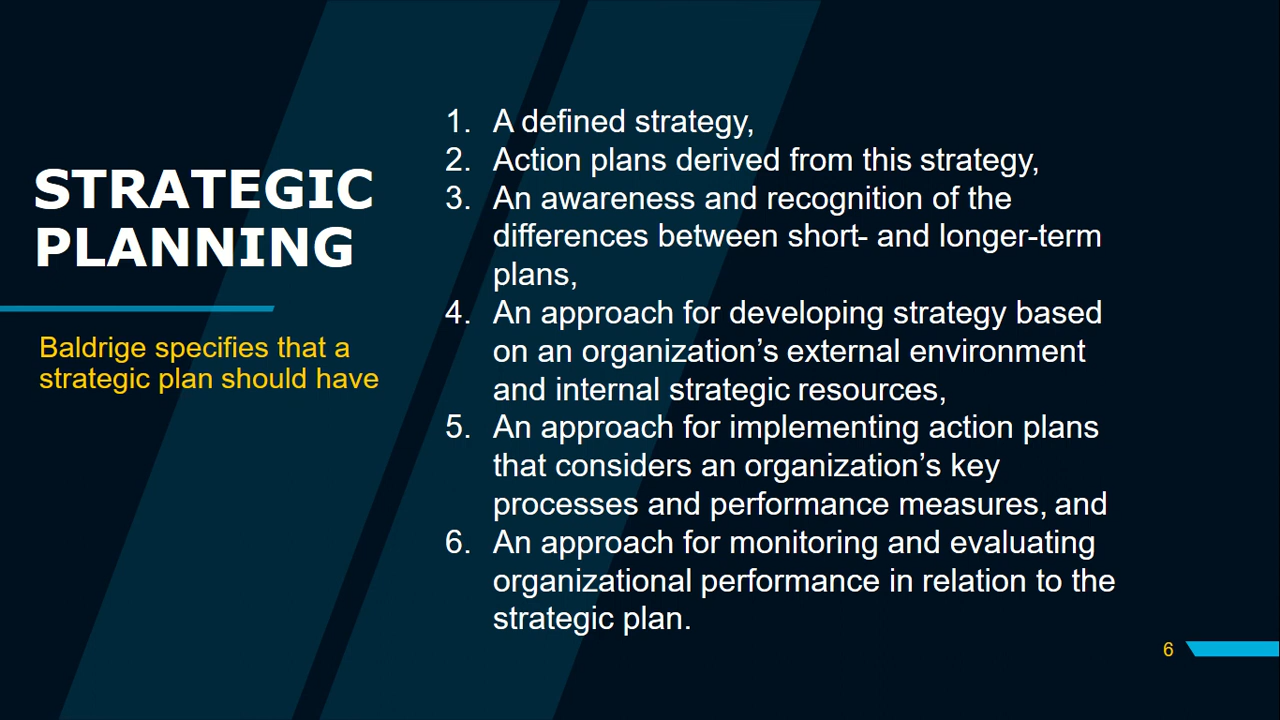 STRATEGIC
PLANNING
Baldrige specifies that a
strategic plan should have
1. A defined strategy,
2. Action plans derived from this strategy,
3. An awareness and recognition of the
differences between short- and longer-term
plans,
4. An approach for developing strategy based
on an organization’s external environment
and internal strategic resources,
5. An approach for implementing action plans
that considers an organization’s key
processes and performance measures, and
6. An approach for monitoring and evaluating
organizational performance in relation to the
strategic plan.
6